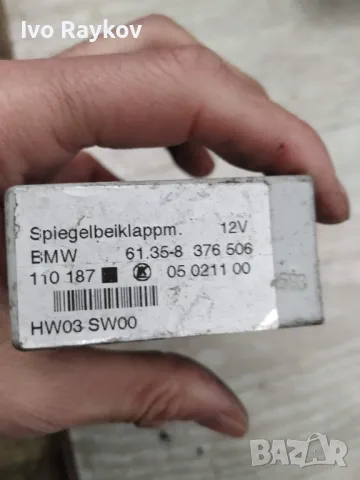 Ivo Raykov
Spiegelbeiklappm. 12V
BMW 61.35-8 376 506
110 187 05 0211 00
HW03 SW00
BAZAR
bg